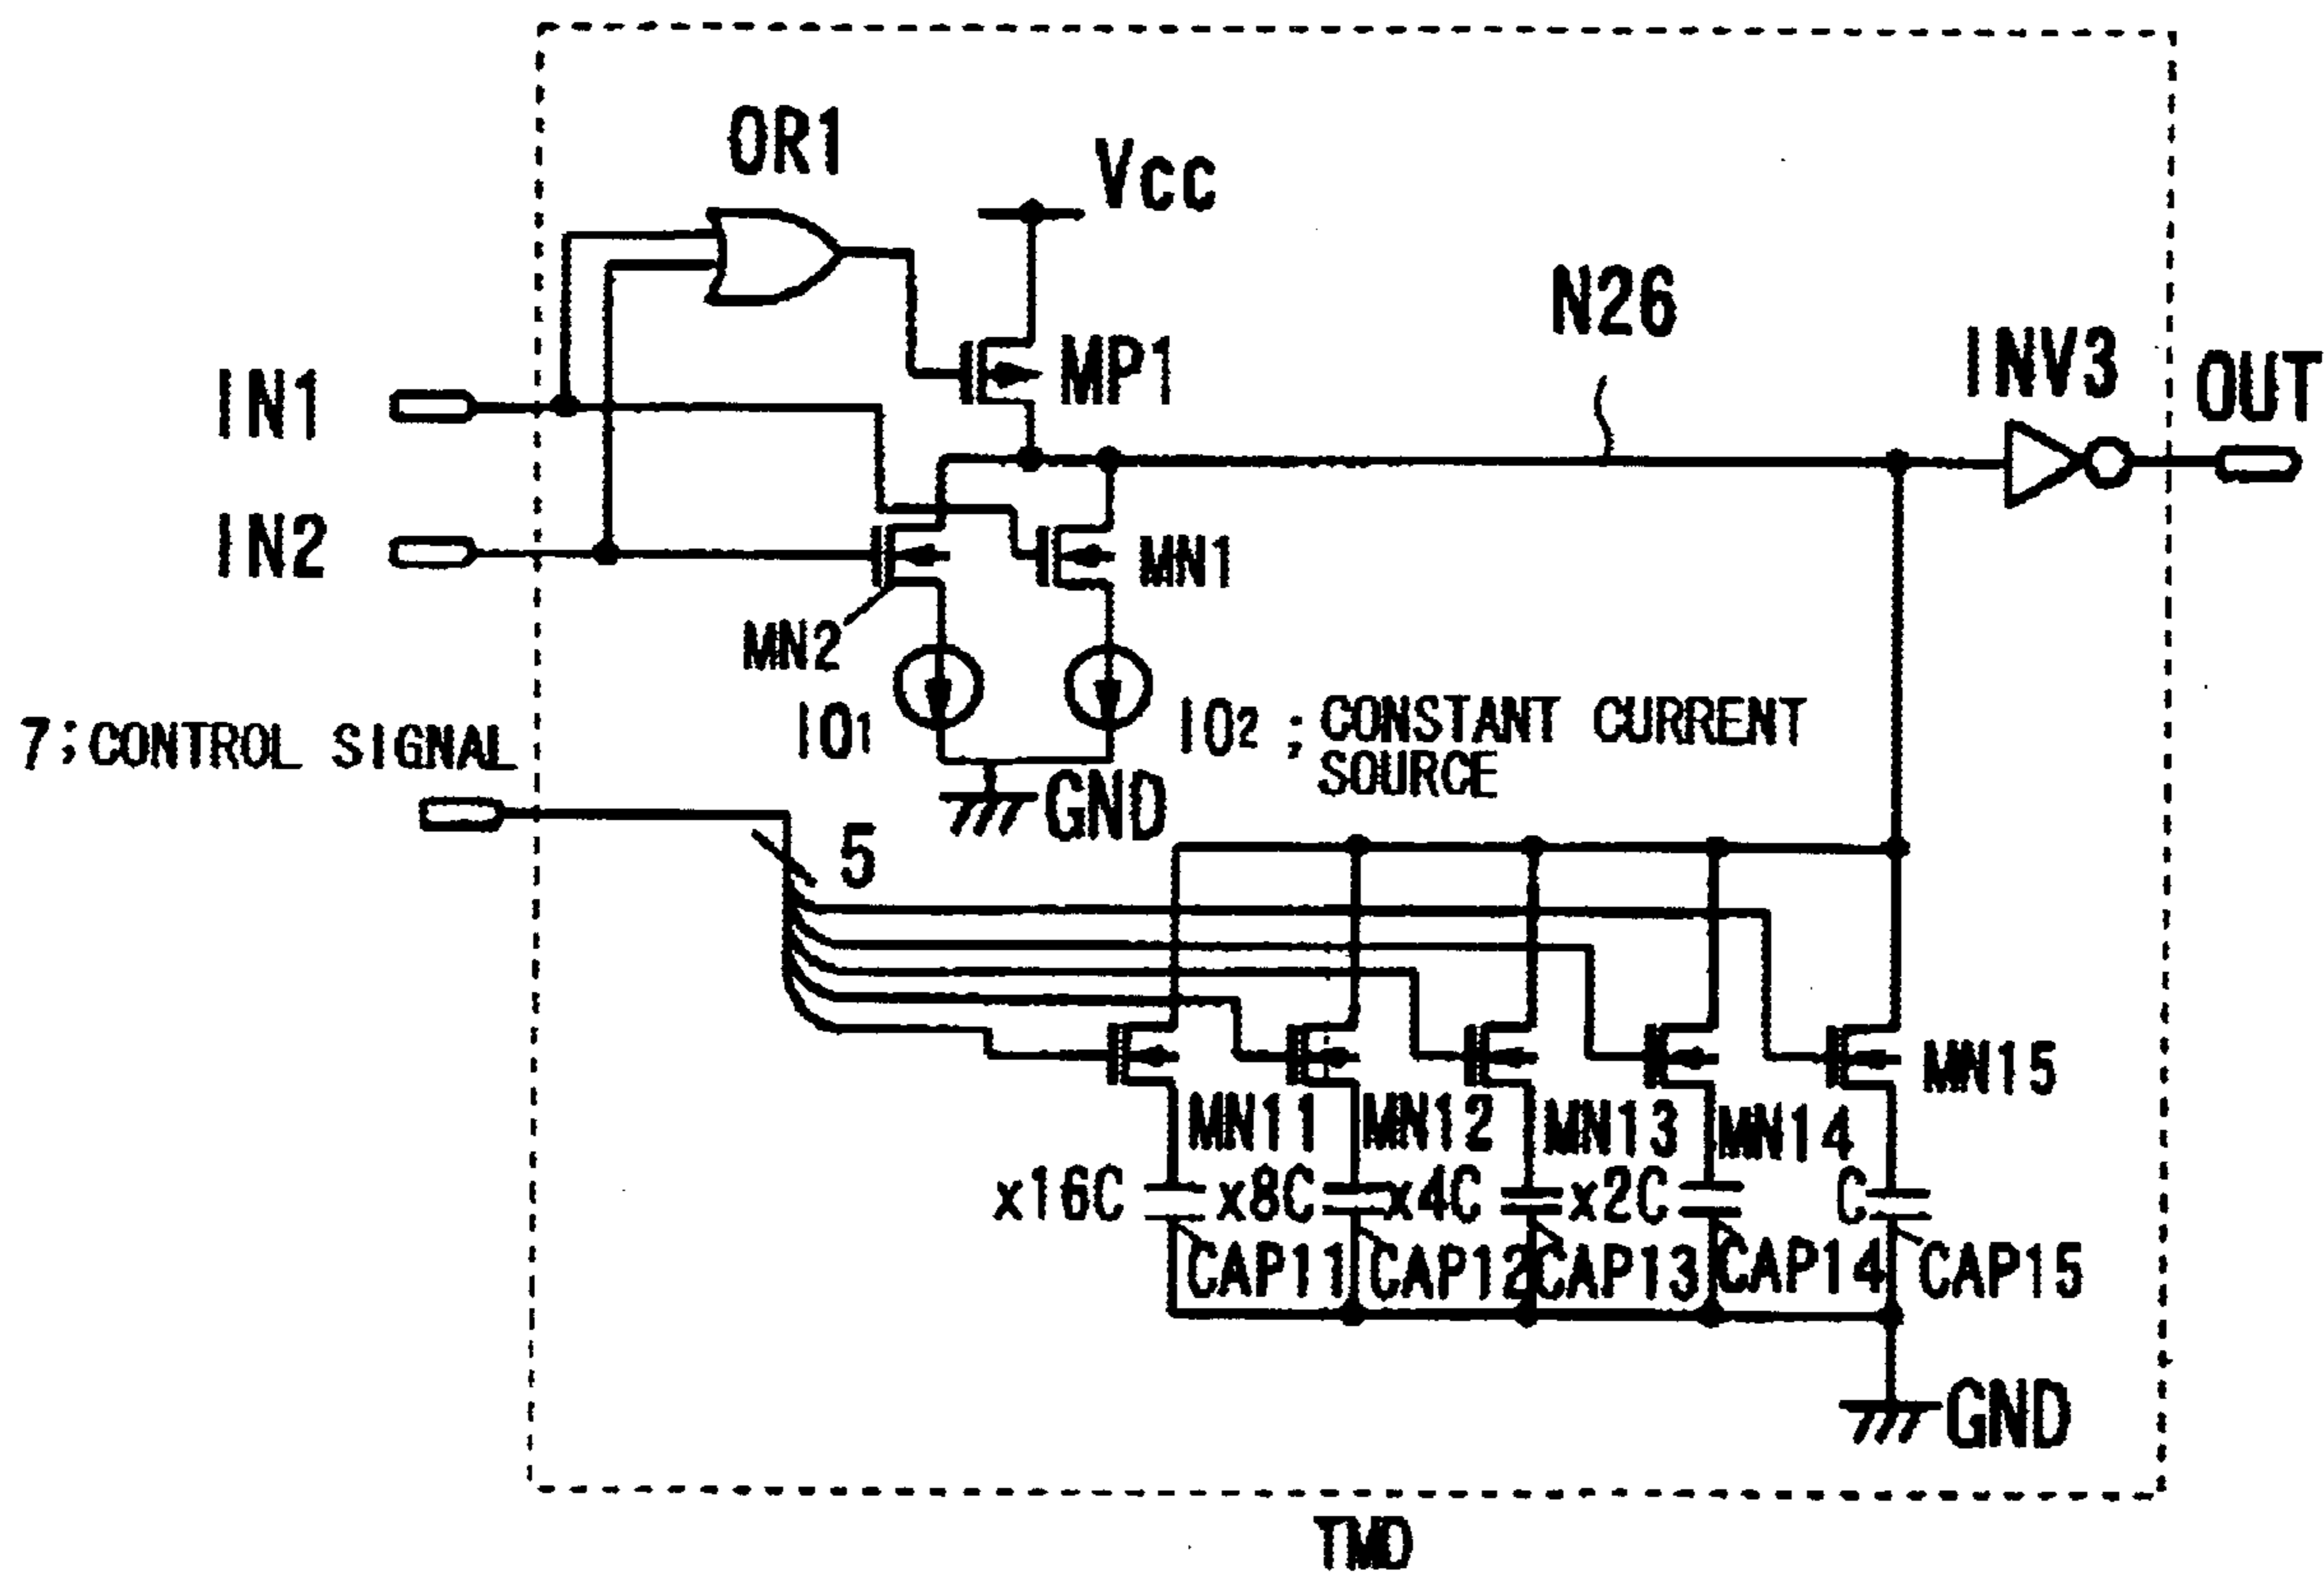 OR1
Vcc
N26
INV3
OUT
MP1
IN1
IN2
MN1
MN2
IO1
IO2 ; CONSTANT CURRENT
SOURCE
7;CONTROL SIGNAL
GND
5
MN15
MN11
MN12
MN13
MN14
x16C
x8C
x4C
x2C
C
CAP11
CAP12
CAP13
CAP14
CAP15
GND
TMD